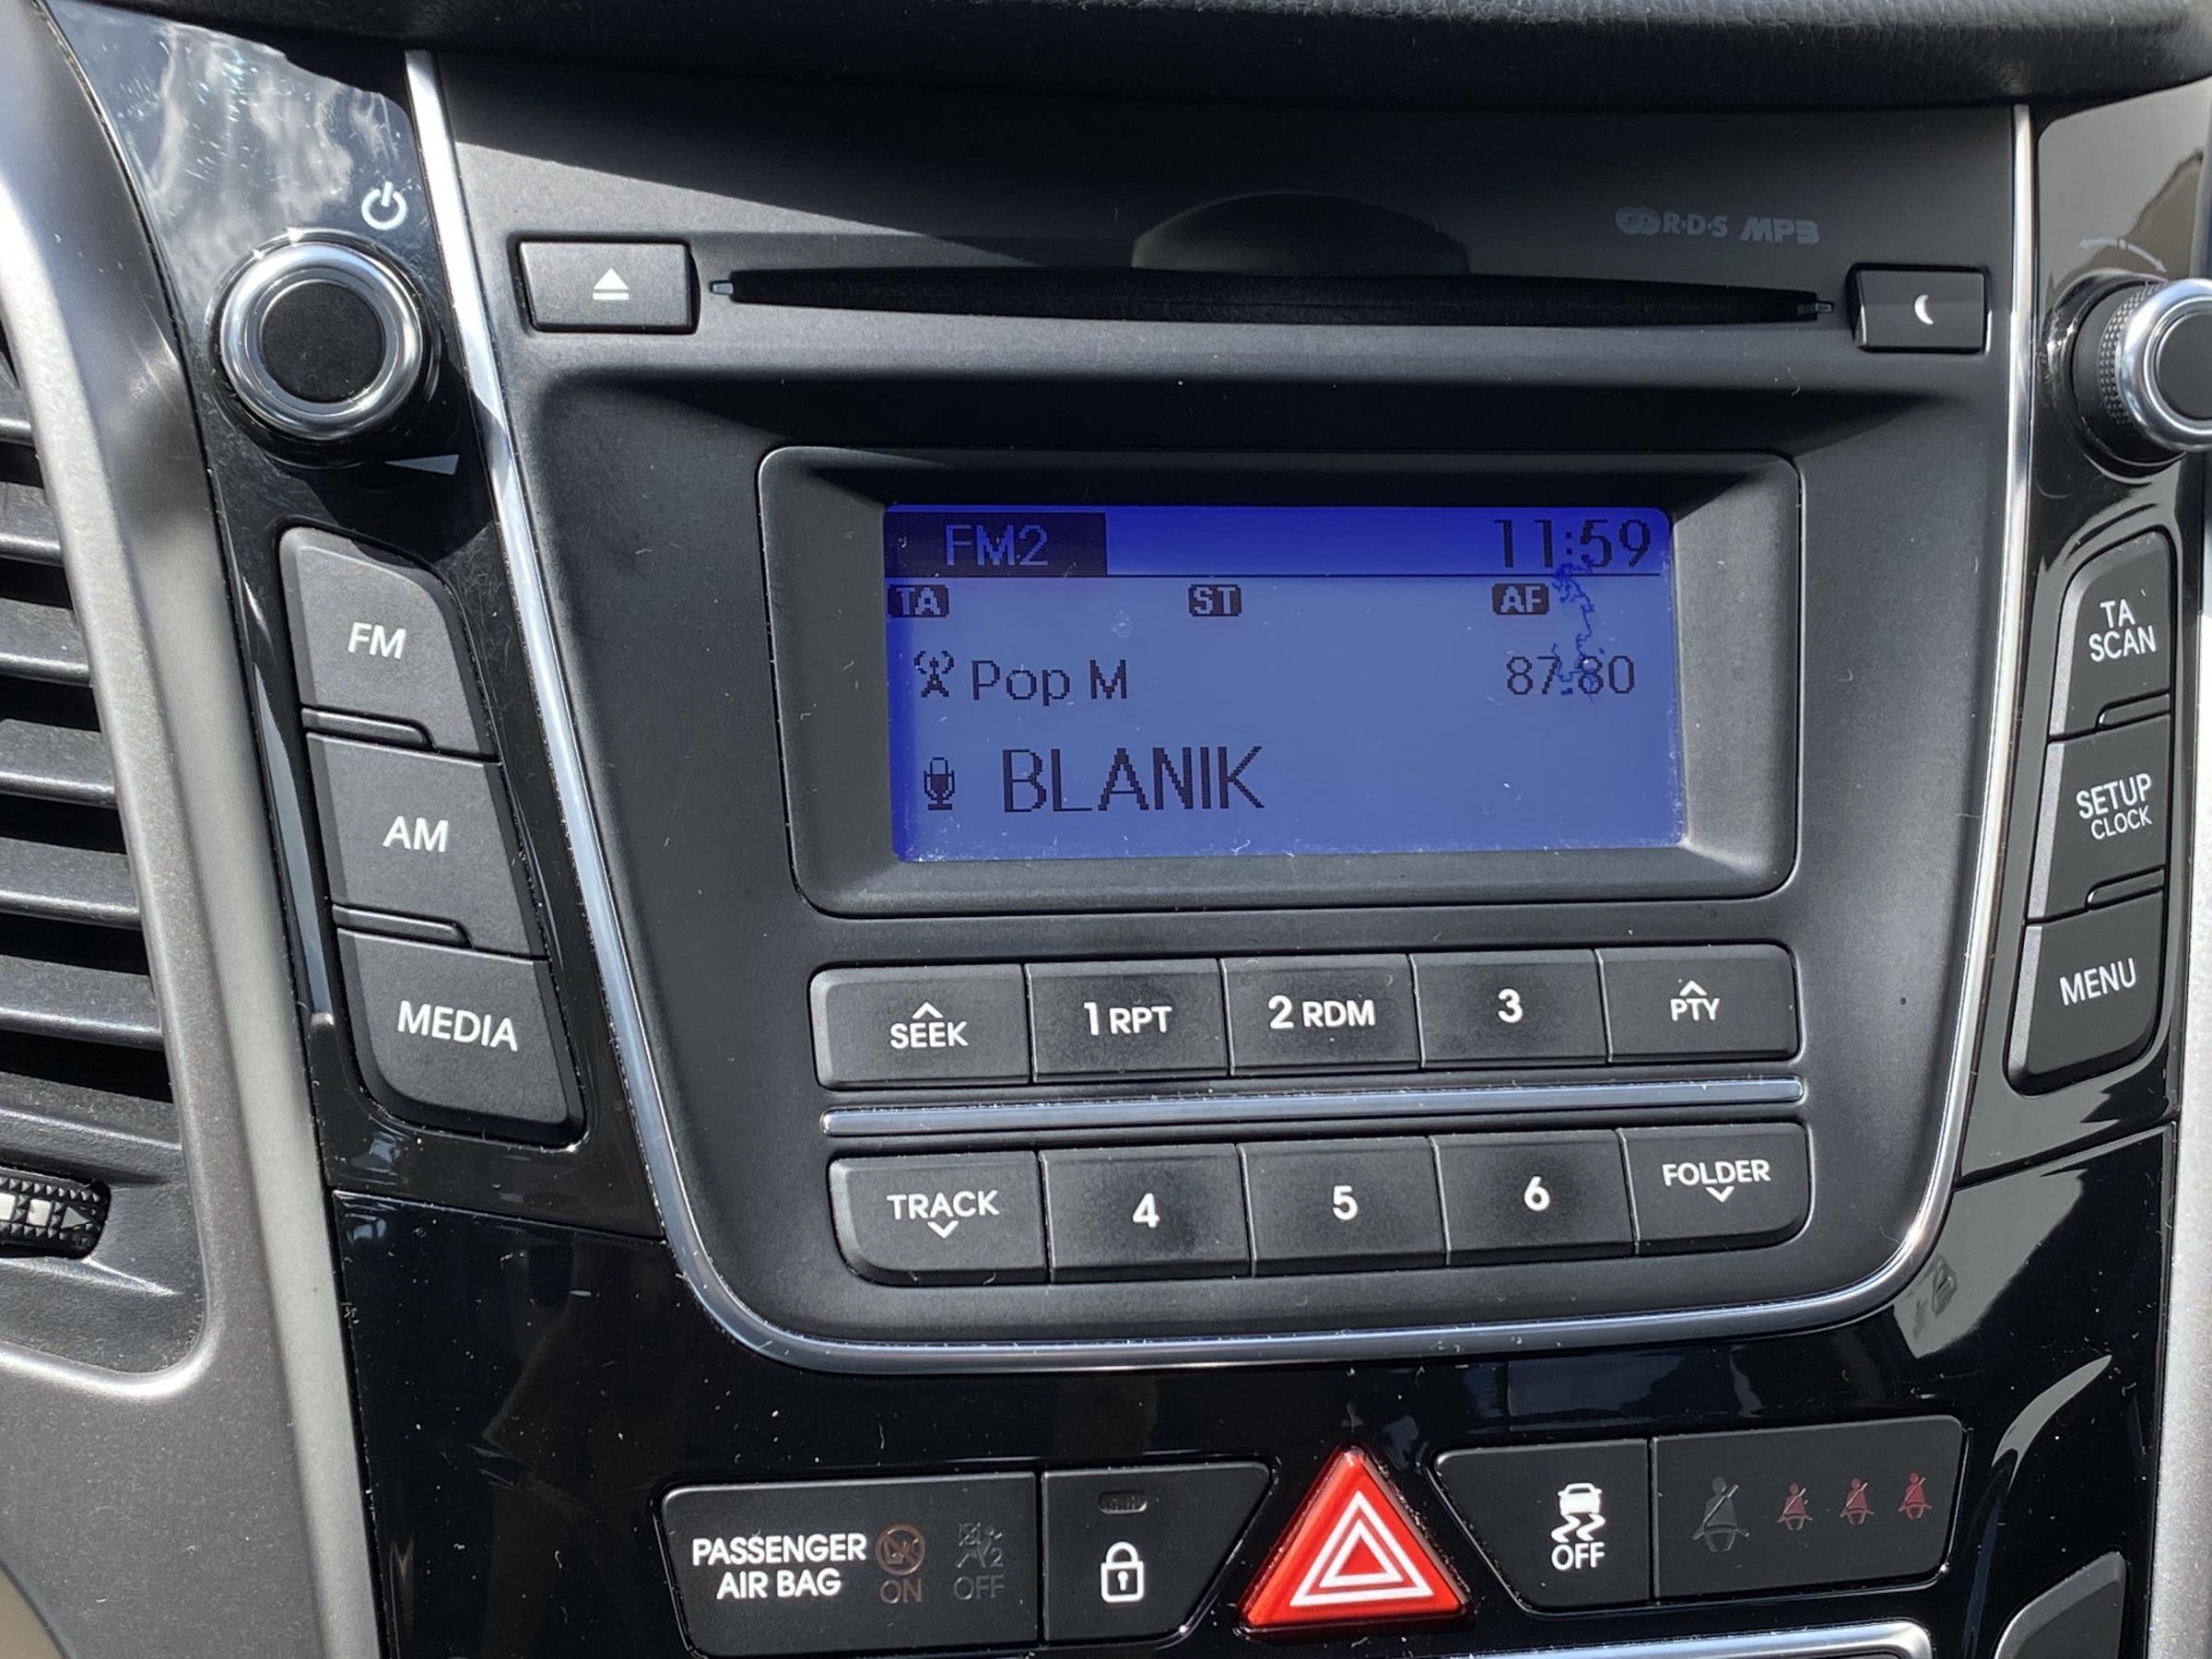 R·D·S MP3
FM2 11:59
TA ST AF
Pop M 87.80
BLANIK
FM
AM
MEDIA
TA
SCAN
SETUP
CLOCK
MENU
SEEK 1 RPT 2 RDM 3 PTY
TRACK 4 5 6 FOLDER
PASSENGER
AIR BAG
ON OFF
OFF